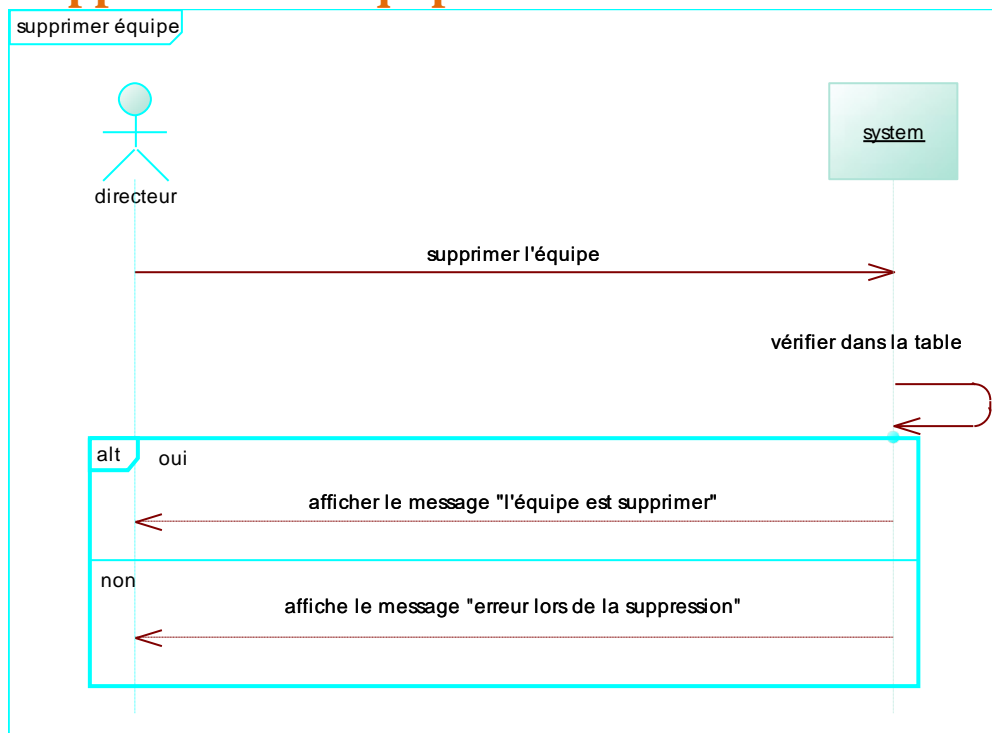 supprimer équipe
directeur
system
supprimer l'équipe
vérifier dans la table
alt
oui
afficher le message "l'équipe est supprimer"
non
affiche le message "erreur lors de la suppression"